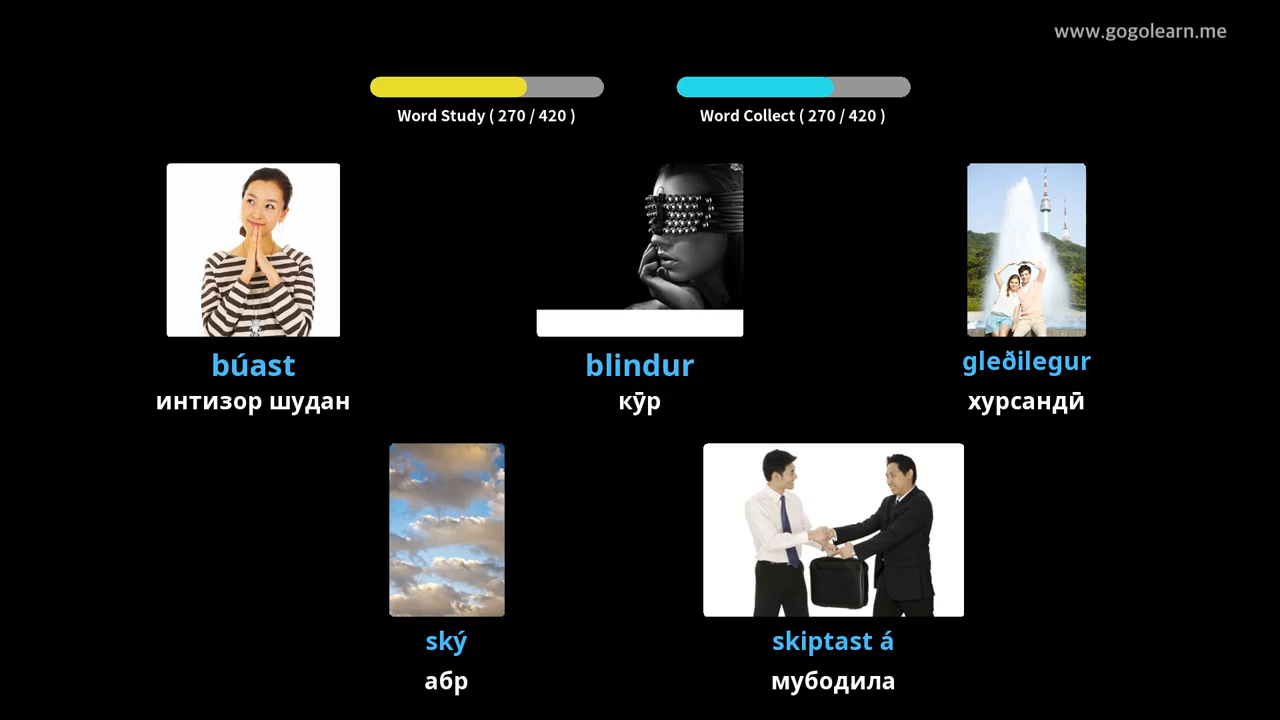 www.gogolearn.me
Word Study ( 270 / 420 )
Word Collect ( 270 / 420 )
búast
интизор шудан
blindur
кӯр
gleðilegur
хурсандӣ
ský
абр
skiptast á
мубодила